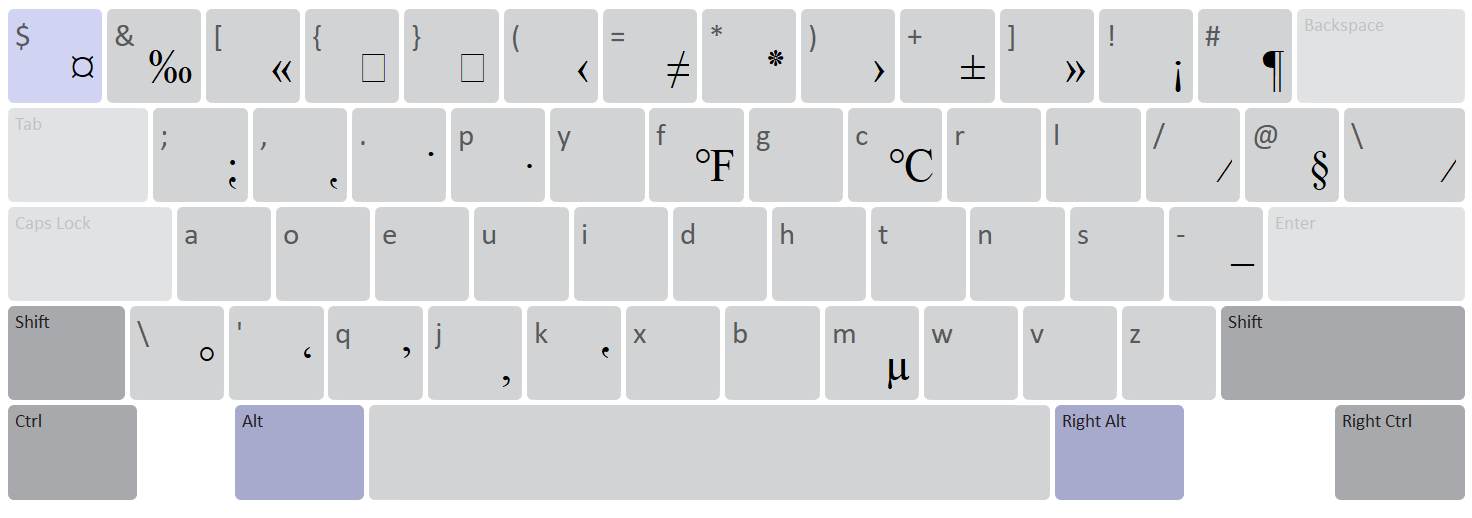 $ ¤ & ‰ [ « { □ } □ ( ‹ = ≠ * * ) › + ± ] » ! ¡ # ¶ Backspace
Tab ; ; , , . · p . y f °F g c °C r l / ⁄ @ § \ ⁄
Caps Lock a o e u i d h t n s - – Enter
Shift \ ° ' ‘ q ’ j , k ‛ x b m µ w v z Shift
Ctrl Alt Right Alt Right Ctrl